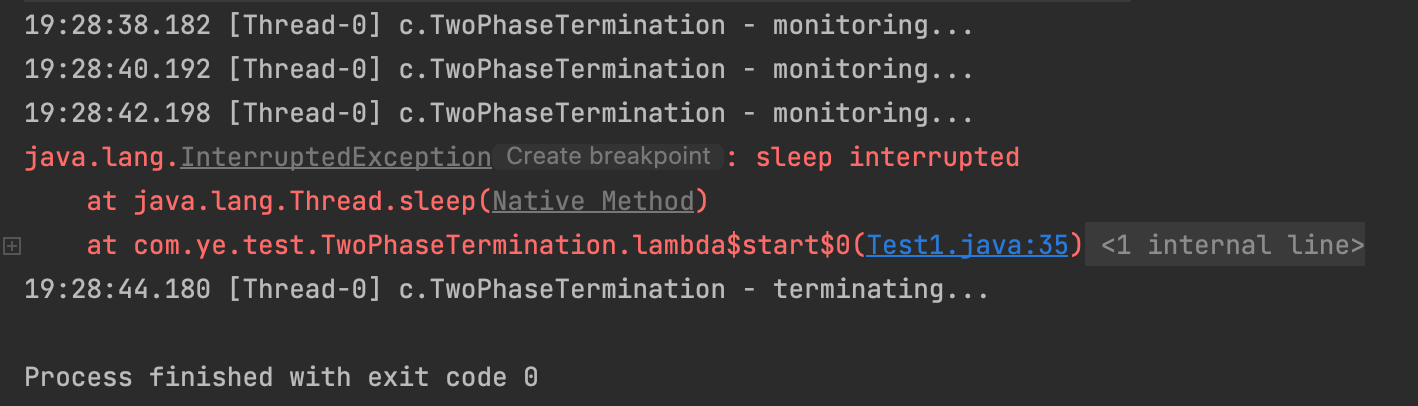 19:28:38.182 [Thread-0] c.TwoPhaseTermination - monitoring...
19:28:40.192 [Thread-0] c.TwoPhaseTermination - monitoring...
19:28:42.198 [Thread-0] c.TwoPhaseTermination - monitoring...
java.lang.InterruptedException Create breakpoint : sleep interrupted
    at java.lang.Thread.sleep(Native Method)
    at com.ye.test.TwoPhaseTermination.lambda$start$0(Test1.java:35) <1 internal line>
19:28:44.180 [Thread-0] c.TwoPhaseTermination - terminating...
Process finished with exit code 0